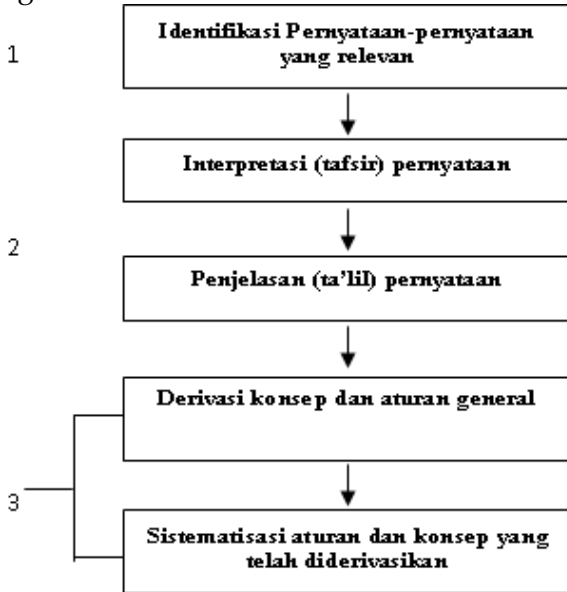 g
Identifikasi Pernyataan-pernyataan
yang relevan
1
Interpretasi (tafsir) pernyataan
2
Penjelasan (ta'lil) pernyataan
Derivasi konsep dan aturan general
3
Sistematisasi aturan dan konsep yang
telah diderivasikan